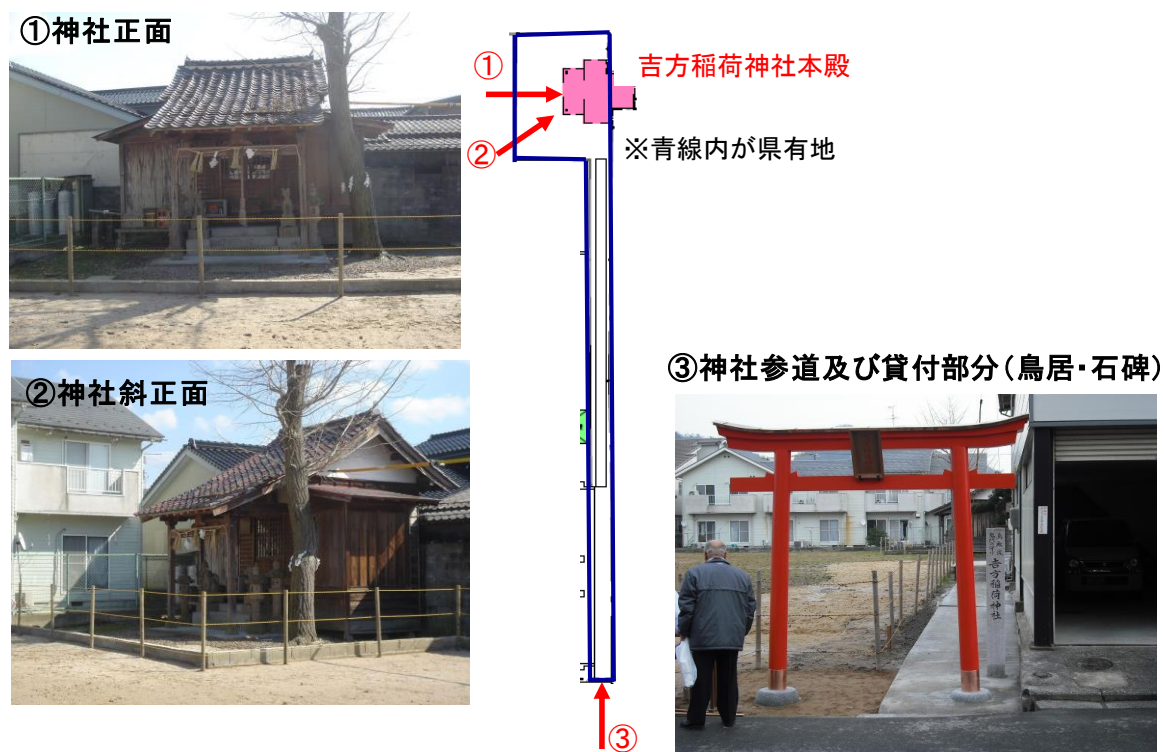 ①神社正面
①
吉方稲荷神社本殿
②
※青線内が県有地
②神社斜正面
③神社参道及び貸付部分（鳥居・石碑）
吉方稲荷神社
③